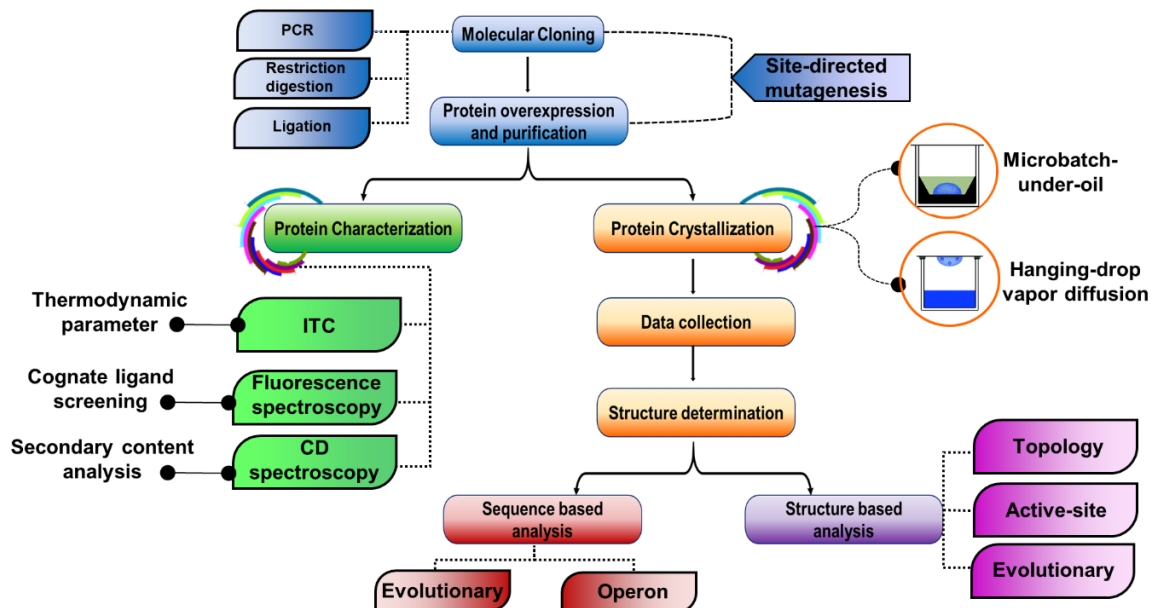 PCR
Molecular Cloning
Restriction
digestion
Site-directed
mutagenesis
Ligation
Protein overexpression
and purification
Microbatch-
under-oil
Protein Characterization
Protein Crystallization
Hanging-drop
vapor diffusion
Thermodynamic
parameter
ITC
Data collection
Cognate ligand
screening
Fluorescence
spectroscopy
Structure determination
Secondary content
analysis
CD
spectroscopy
Topology
Sequence based
analysis
Structure based
analysis
Active-site
Evolutionary
Operon
Evolutionary